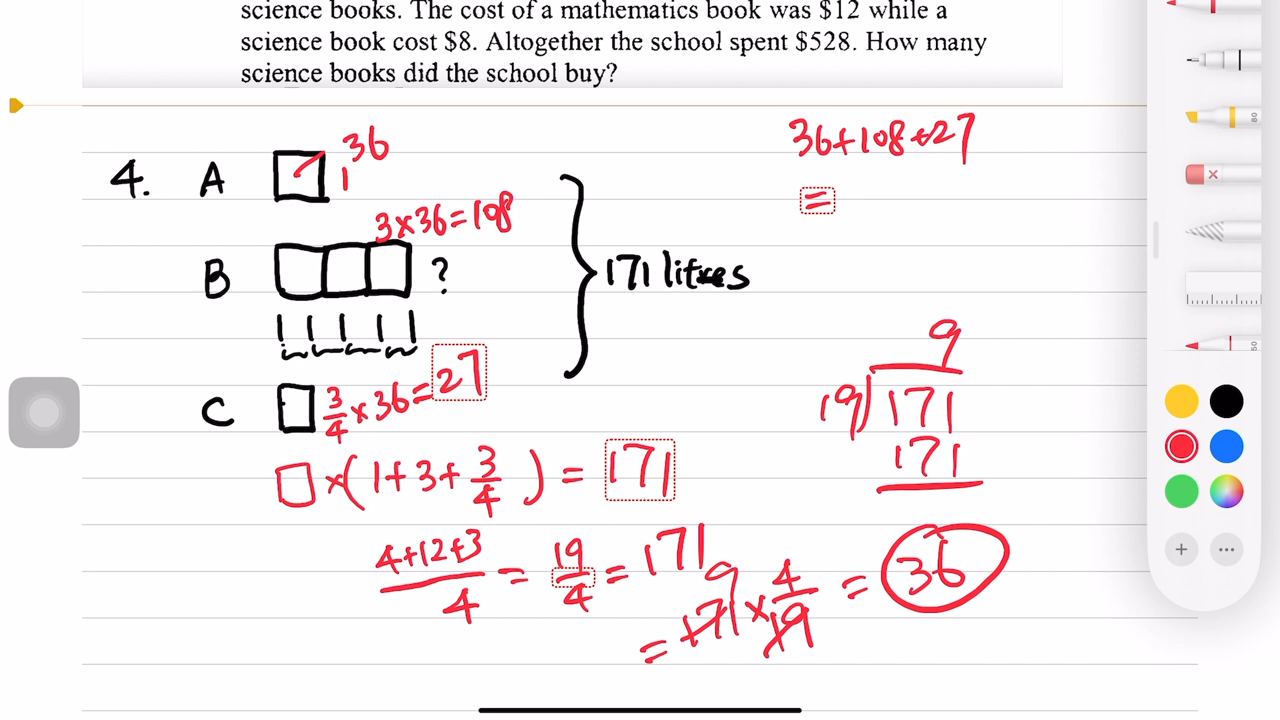 science books. The cost of a mathematics book was $12 while a
science book cost $8. Altogether the school spent $528. How many
science books did the school buy?
36+108+27
=
4. A 1 36
3×36=108
B ?
171 litres
C 3/4 × 36 = 27
9
19)171
171
×(1+3+3/4) = 171
4+12+3/4 = 19/4 = 171
= 171 9 × 4/19 = 36
80
50